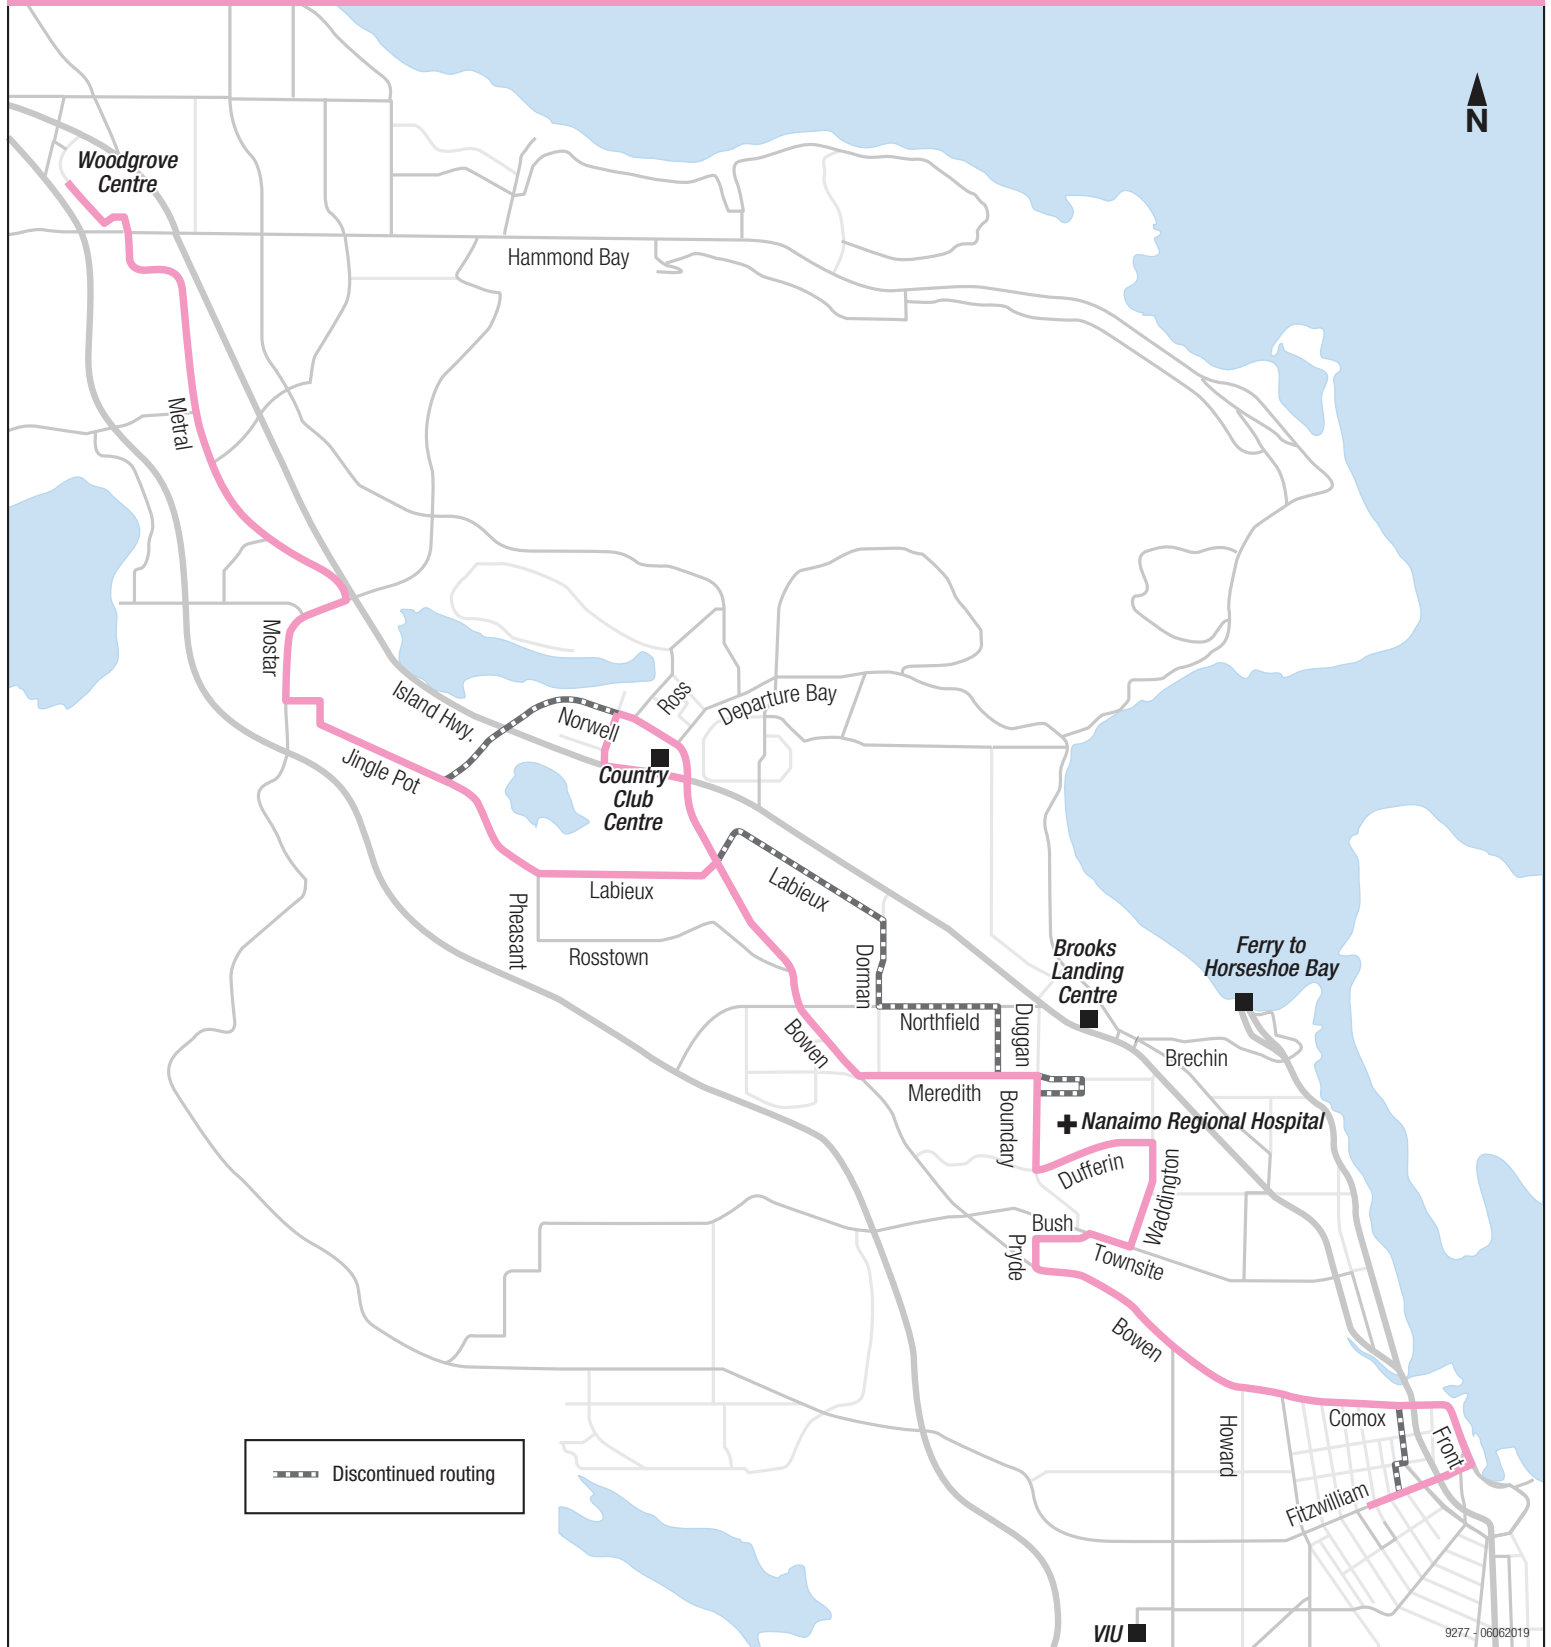 N
Woodgrove
Centre
Hammond Bay
Metral
Mostar
Island Hwy.
Norwell
Ross
Departure Bay
Jingle Pot
Country
Club
Centre
Labieux
Labieux
Pheasant
Rosstown
Dorman
Brooks
Landing
Centre
Ferry to
Horseshoe Bay
Northfield
Duggan
Bowen
Brechin
Meredith
Boundary
Nanaimo Regional Hospital
Dufferin
Waddington
Bush
Pryde
Townsite
Bowen
Howard
Comox
Front
Fitzwilliam
Discontinued routing
VIU
9277 - 06062019